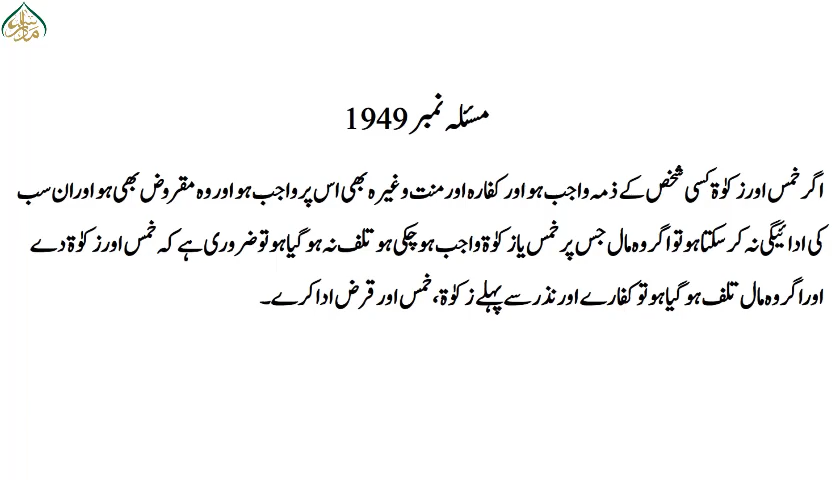 مسئلہ نمبر 1949
اگر خمس اور زکوٰۃ کسی شخص کے ذمہ واجب ہو اور کفارہ اور منت وغیرہ بھی اس پر واجب ہو اور وہ مقروض بھی ہو اور ان سب
کی ادائیگی نہ کر سکتا ہو تو اگر وہ مال جس پر خمس یا زکوٰۃ واجب ہو چکی ہو تلف نہ ہو گیا ہو تو ضروری ہے کہ خمس اور زکوٰۃ دے
اور اگر وہ مال تلف ہو گیا ہو تو کفارے اور نذر سے پہلے زکوٰۃ، خمس اور قرض ادا کرے۔